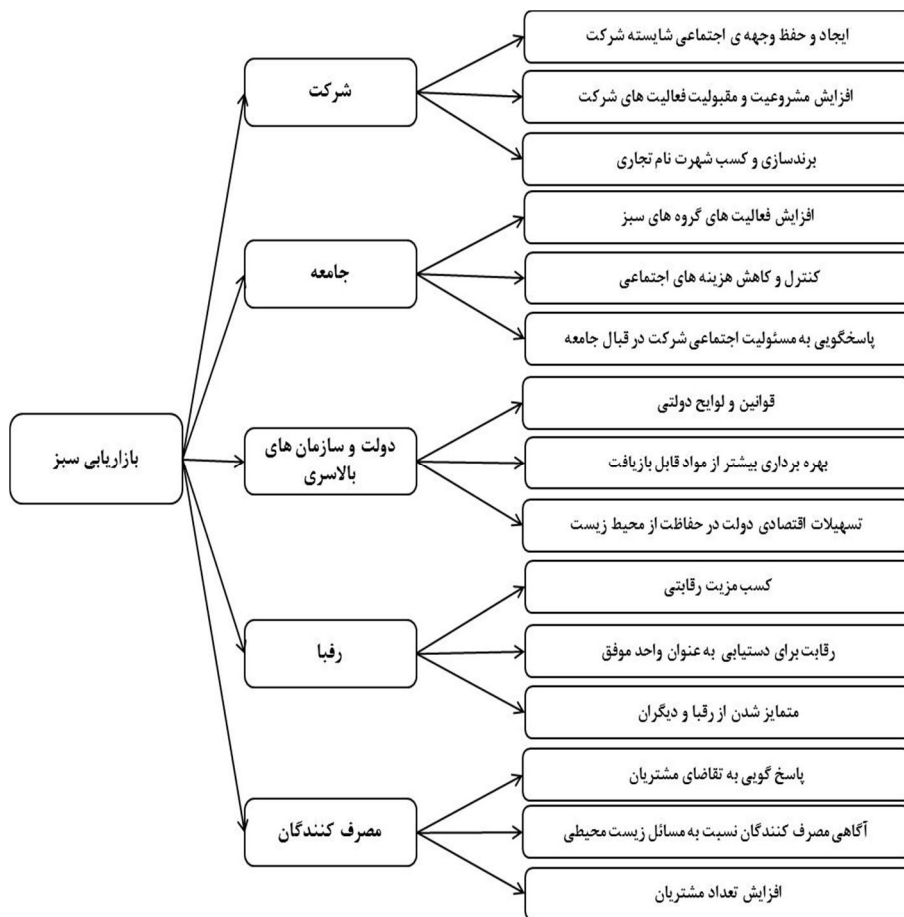 بازاریابی سبز
شرکت
ایجاد و حفظ وجهه ی اجتماعی شایسته شرکت
افزایش مشروعیت و مقبولیت فعالیت های شرکت
برندسازی و کسب شهرت نام تجاری
جامعه
افزایش فعالیت های گروه های سبز
کنترل و کاهش هزینه های اجتماعی
پاسخگویی به مسئولیت اجتماعی شرکت در قبال جامعه
دولت و سازمان های
بالاسری
قوانین و لوایح دولتی
بهره برداری بیشتر از مواد قابل بازیافت
تسهیلات اقتصادی دولت در حفاظت از محیط زیست
رقبا
کسب مزیت رقابتی
رقابت برای دستیابی به عنوان واحد موفق
متمایز شدن از رقبا و دیگران
مصرف کنندگان
پاسخ گویی به تقاضای مشتریان
آگاهی مصرف کنندگان نسبت به مسائل زیست محیطی
افزایش تعداد مشتریان